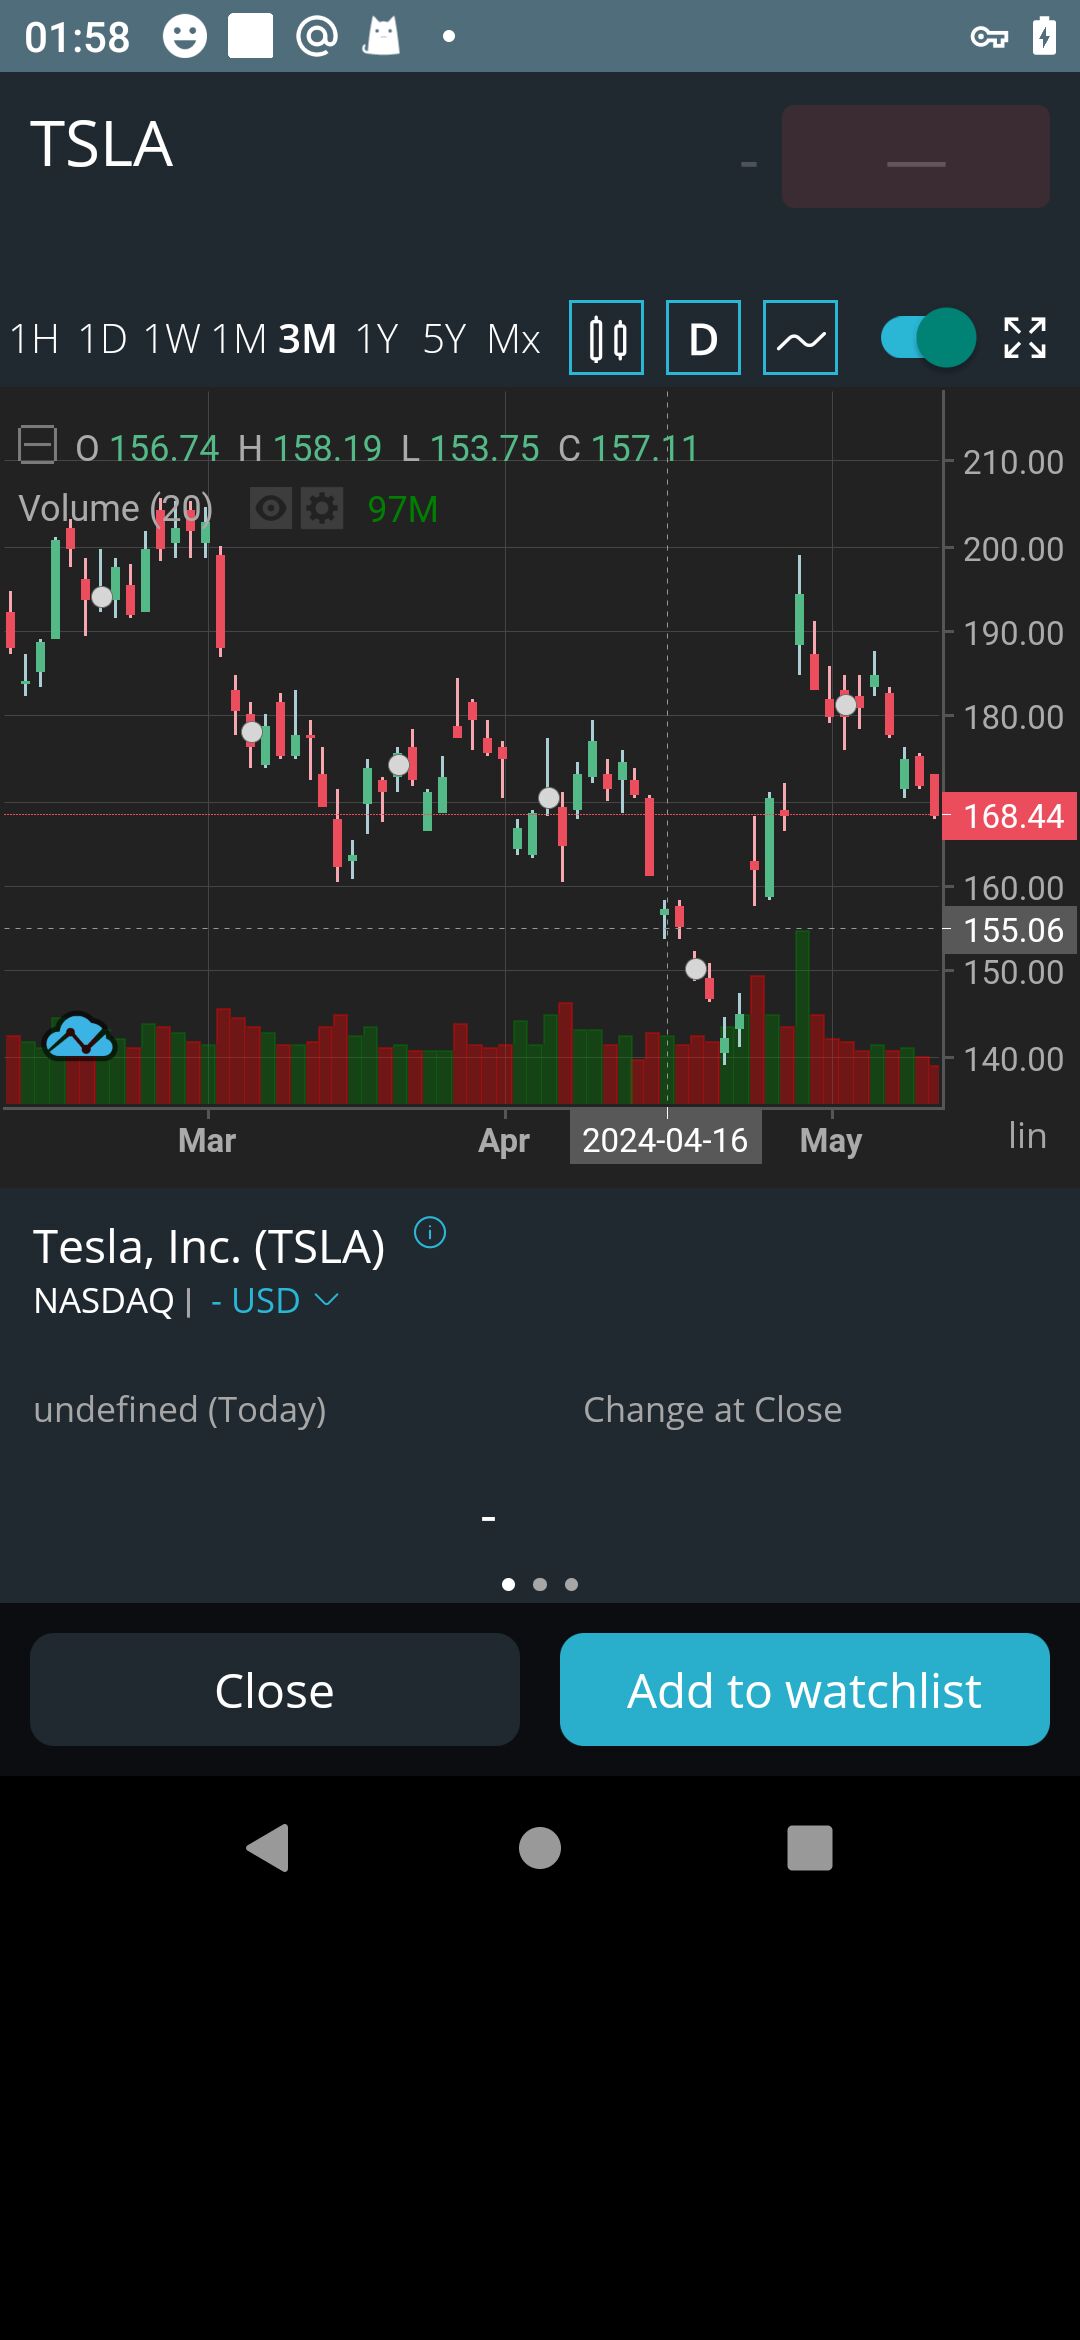 01:58
TSLA
- —
1H 1D 1W 1M 3M 1Y 5Y Mx D
O 156.74 H 158.19 L 153.75 C 157.11
Volume (20) 97M
210.00
200.00
190.00
180.00
168.44
160.00
155.06
150.00
140.00
Mar Apr 2024-04-16 May lin
Tesla, Inc. (TSLA)
NASDAQ | - USD
undefined (Today) Change at Close
-
Close Add to watchlist